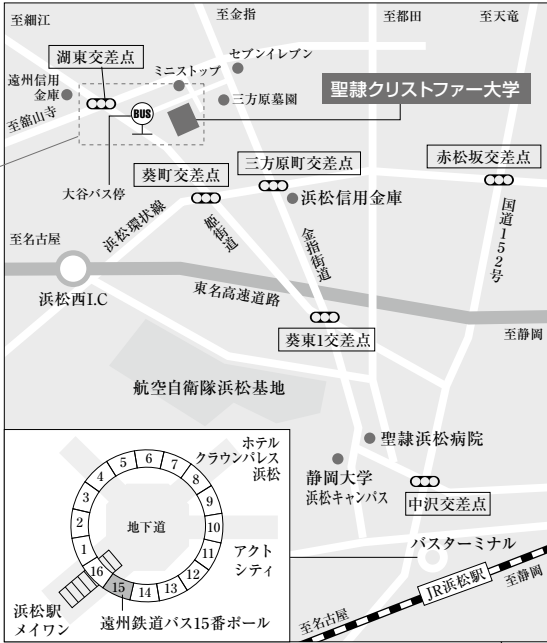 至細江
至金指
至都田
至天竜
湖東交差点
セブンイレブン
遠州信用
金庫
ミニストップ
聖隷クリストファー大学
BUS
三方原墓園
至舘山寺
大谷バス停
葵町交差点
三方原町交差点
赤松坂交差点
浜松信用金庫
浜松環状線
姫街道
金指街道
国道152号
至名古屋
浜松西I.C
東名高速道路
至静岡
葵東1交差点
航空自衛隊浜松基地
聖隷浜松病院
静岡大学
浜松キャンパス
中沢交差点
バスターミナル
JR浜松駅
至静岡
至名古屋
ホテル
クラウンパレス
浜松
1
2
3
4
5
6
7
8
9
10
11
12
13
14
15
16
地下道
アクト
シティ
浜松駅
メイワン
遠州鉄道バス15番ポール